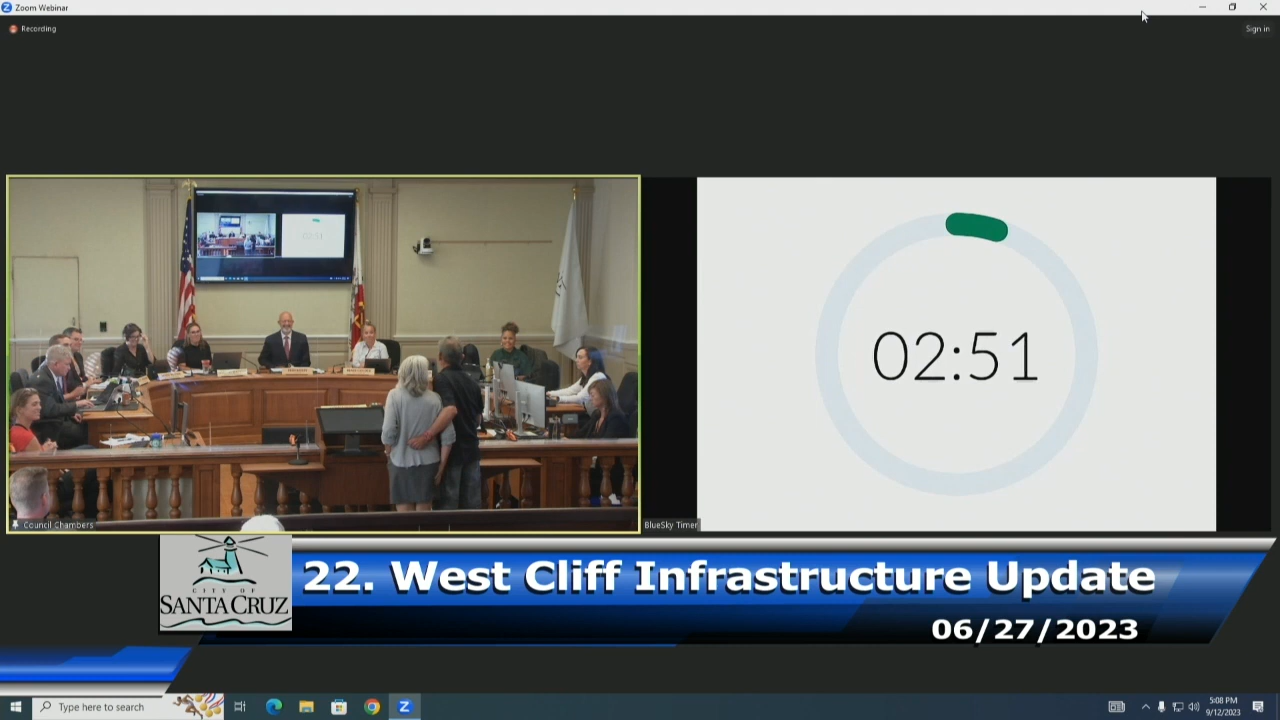 Zoom Webinar
Recording
Sign in
02:51
Council Chambers
BlueSky Timer
CITY OF
SANTA CRUZ
22. West Cliff Infrastructure Update
06/27/2023
Type here to search
5:08 PM
9/12/2023